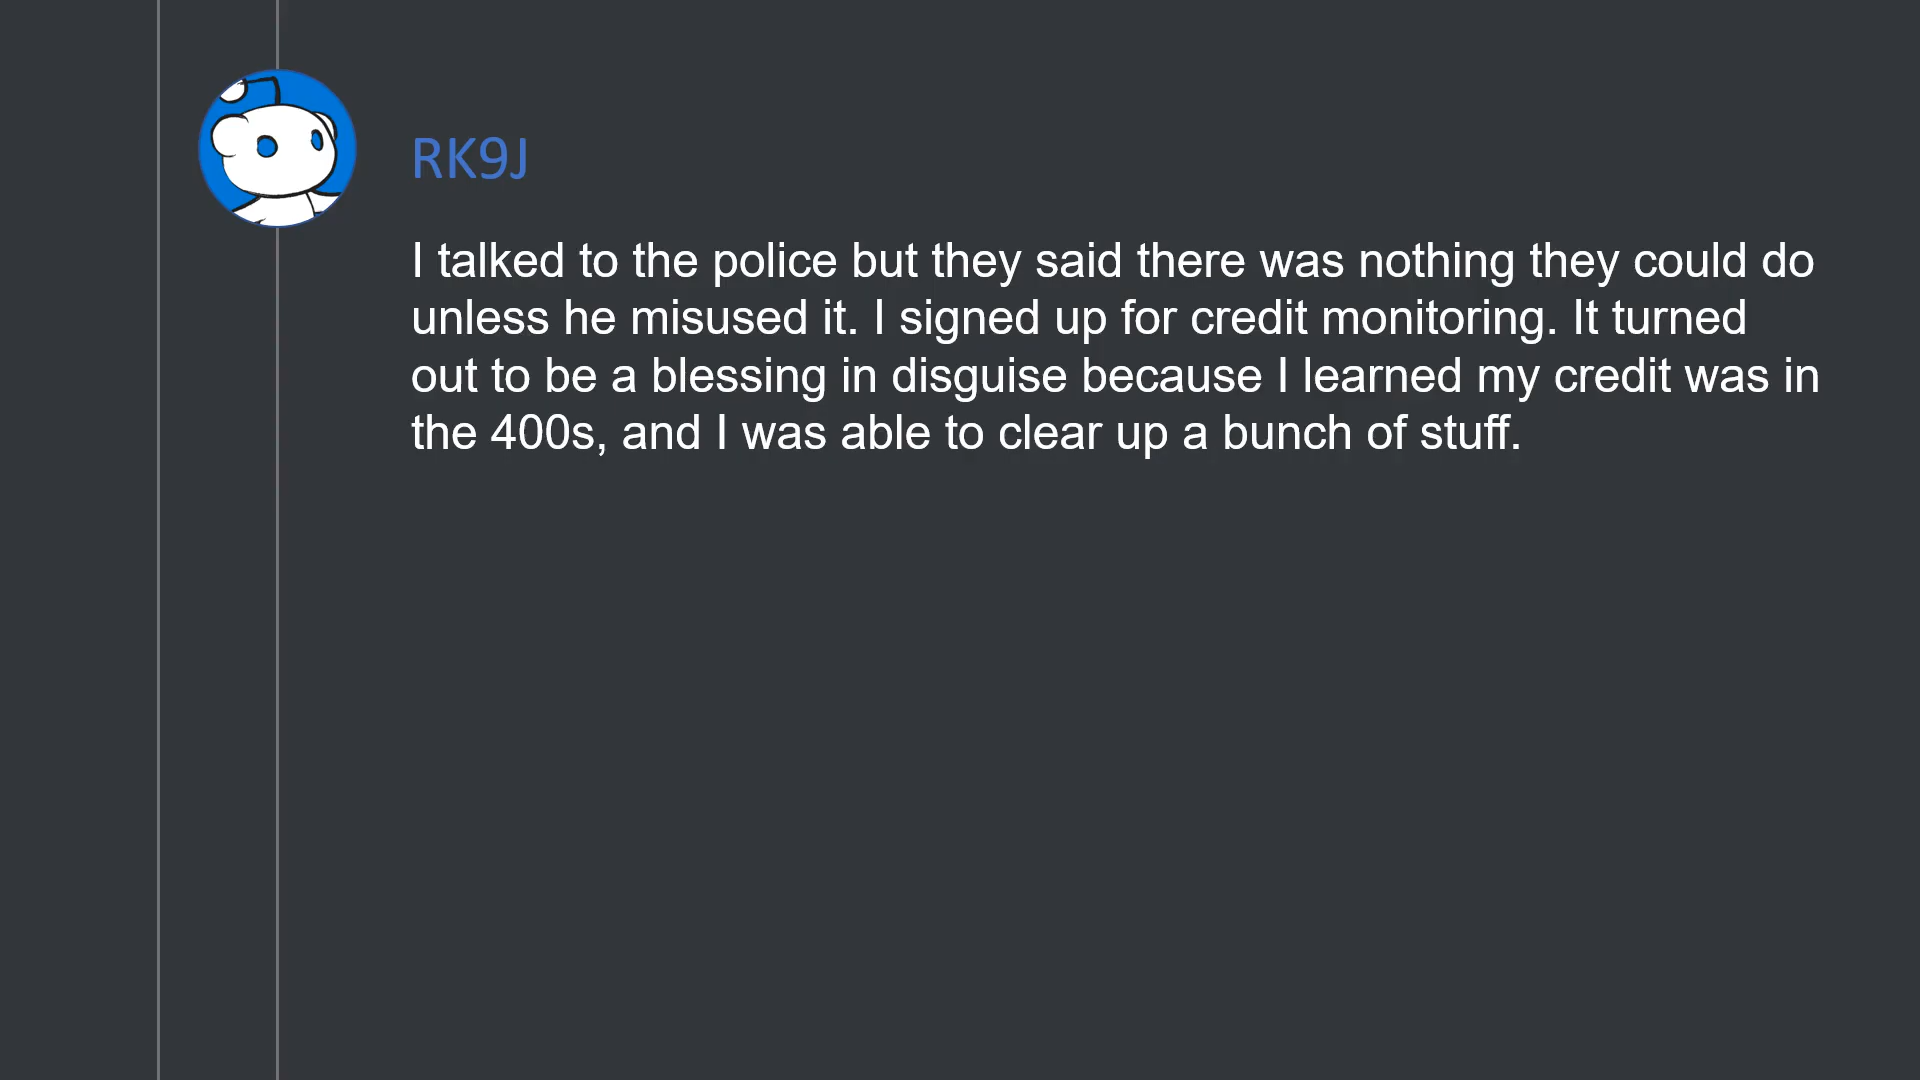 RK9J
I talked to the police but they said there was nothing they could do
unless he misused it. I signed up for credit monitoring. It turned
out to be a blessing in disguise because I learned my credit was in
the 400s, and I was able to clear up a bunch of stuff.